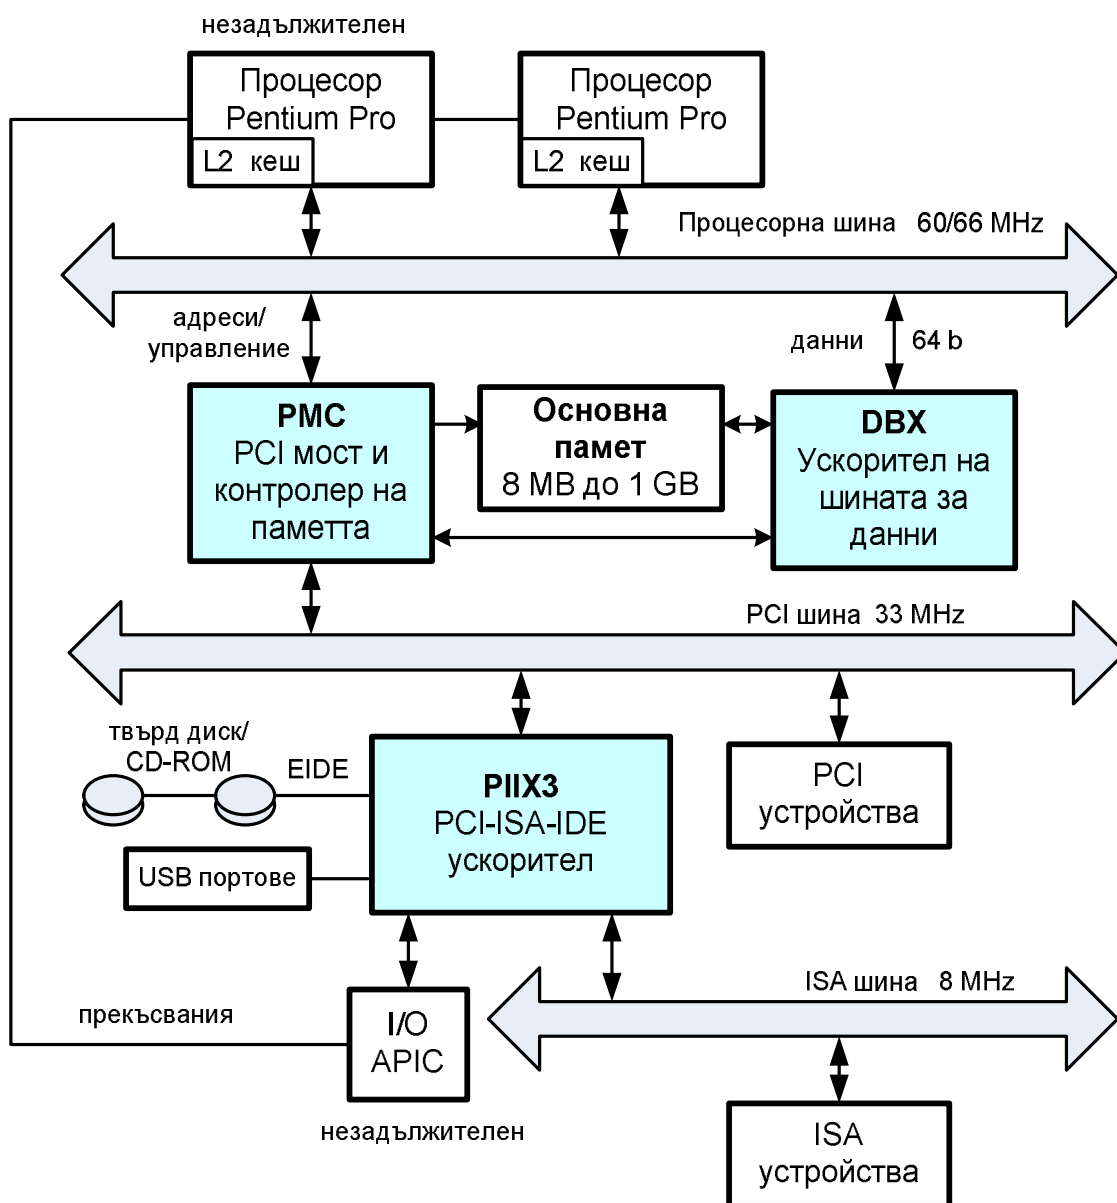 незадължителен
Процесор
Pentium Pro
L2 кеш
Процесор
Pentium Pro
L2 кеш
Процесорна шина 60/66 MHz
адреси/
управление
данни 64 b
PMC
PCI мост и
контролер на
паметта
Основна
памет
8 MB до 1 GB
DBX
Ускорител на
шината за
данни
PCI шина 33 MHz
твърд диск/
CD-ROM
EIDE
PIIX3
PCI-ISA-IDE
ускорител
PCI
устройства
USB портове
ISA шина 8 MHz
прекъсвания
I/O
APIC
незадължителен
ISA
устройства